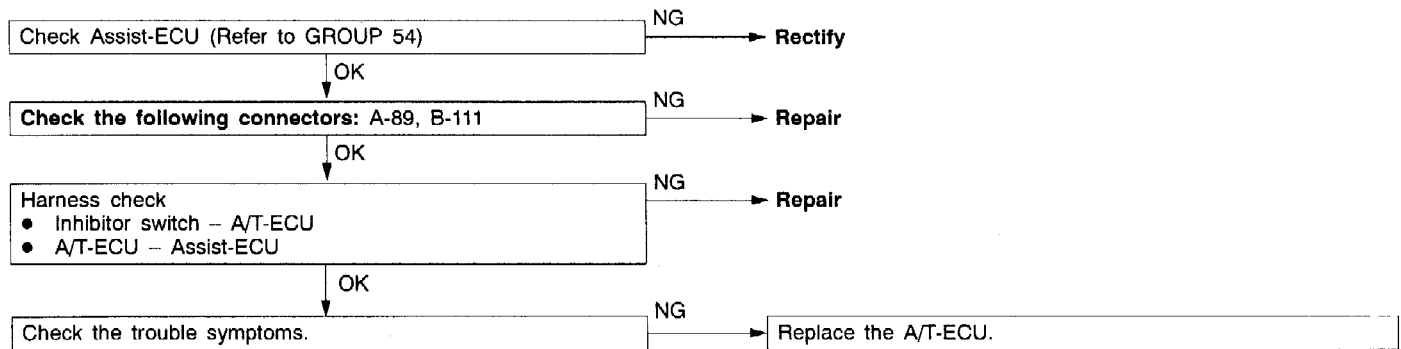 NG
Check Assist-ECU (Refer to GROUP 54)
Rectify
OK
NG
Check the following connectors: A-89, B-111
Repair
OK
NG
Harness check
Repair
● Inhibitor switch – A/T-ECU
● A/T-ECU – Assist-ECU
OK
NG
Check the trouble symptoms.
Replace the A/T-ECU.